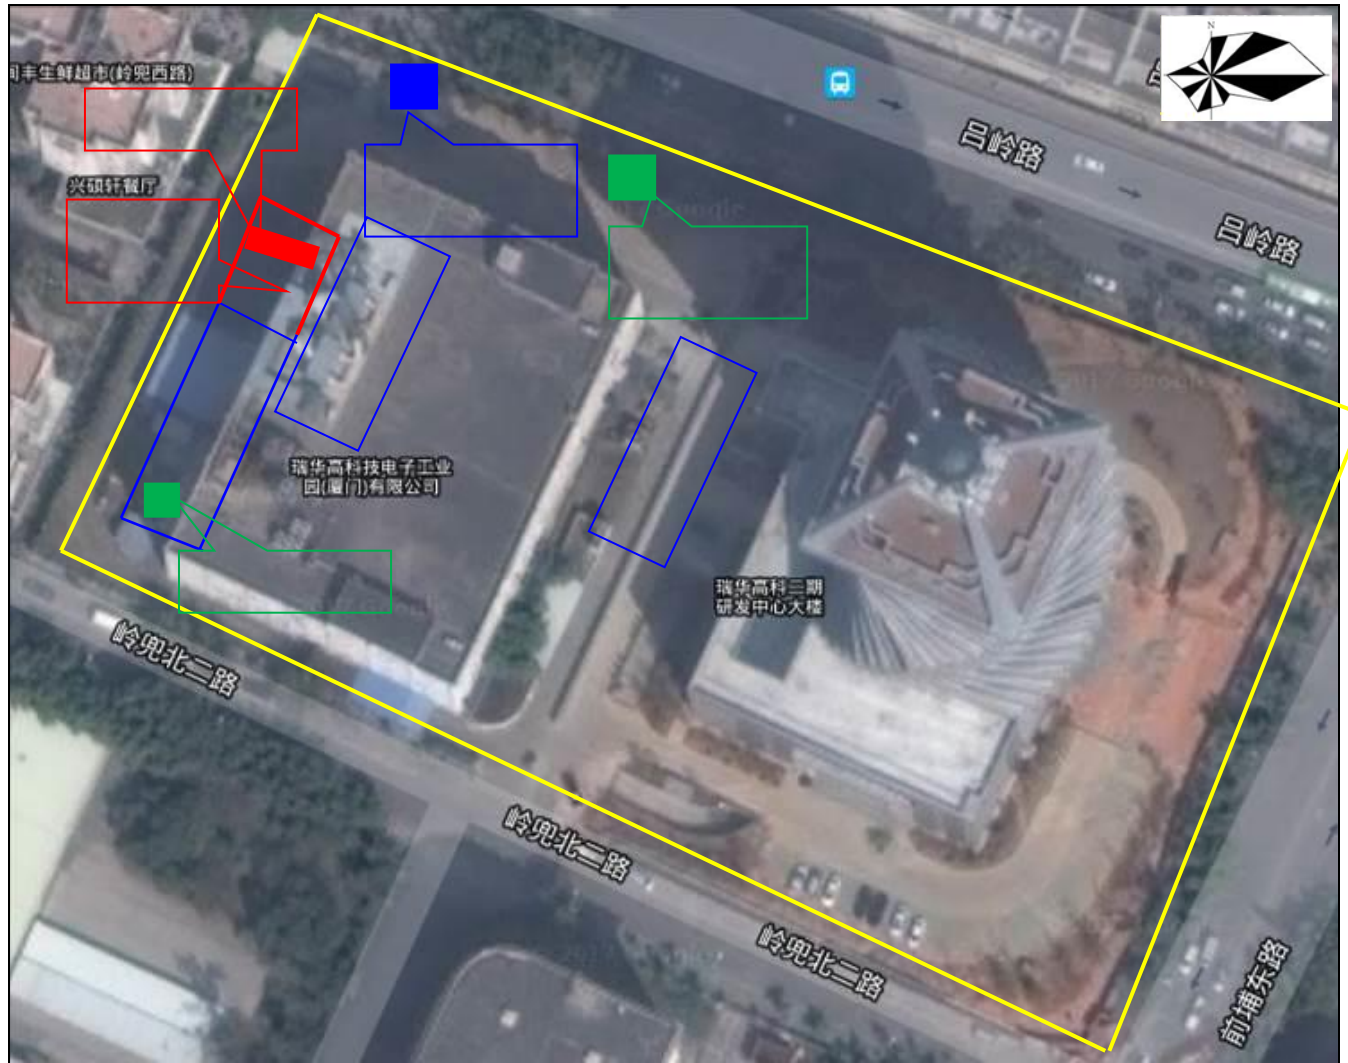 N
丰生鲜超市(岭兜西路)
吕岭路
兴硕轩餐厅
吕岭路
瑞华高科技电子工业
园(厦门)有限公司
瑞华高科二期
研发中心大楼
岭兜北二路
岭兜北二路
岭兜北二路
前埔东路